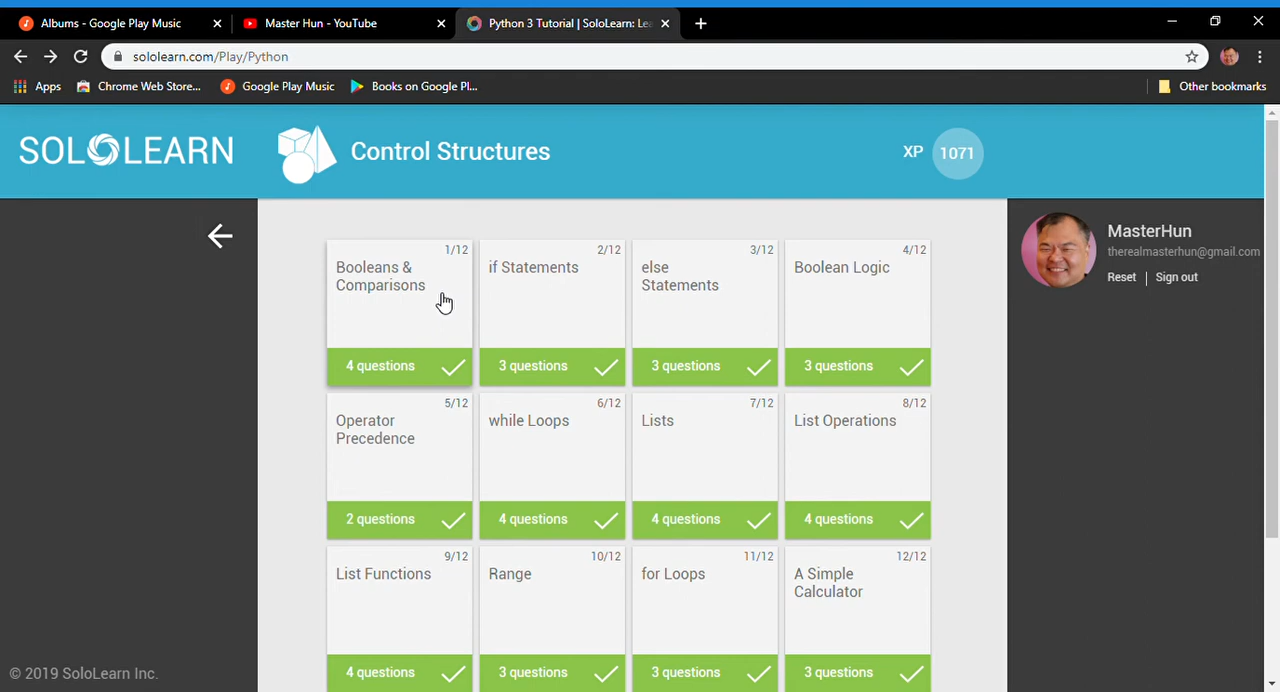 Albums - Google Play Music
Master Hun - YouTube
Python 3 Tutorial | SoloLearn: Lea
sololearn.com/Play/Python
Apps
Chrome Web Store...
Google Play Music
Books on Google Pl...
Other bookmarks
SOLOLEARN
Control Structures
XP 1071
MasterHun
therealmasterhun@gmail.com
Reset | Sign out
1/12
Booleans &
Comparisons
4 questions
2/12
if Statements
3 questions
3/12
else
Statements
3 questions
4/12
Boolean Logic
3 questions
5/12
Operator
Precedence
2 questions
6/12
while Loops
4 questions
7/12
Lists
4 questions
8/12
List Operations
4 questions
9/12
List Functions
4 questions
10/12
Range
3 questions
11/12
for Loops
3 questions
12/12
A Simple
Calculator
3 questions
© 2019 SoloLearn Inc.